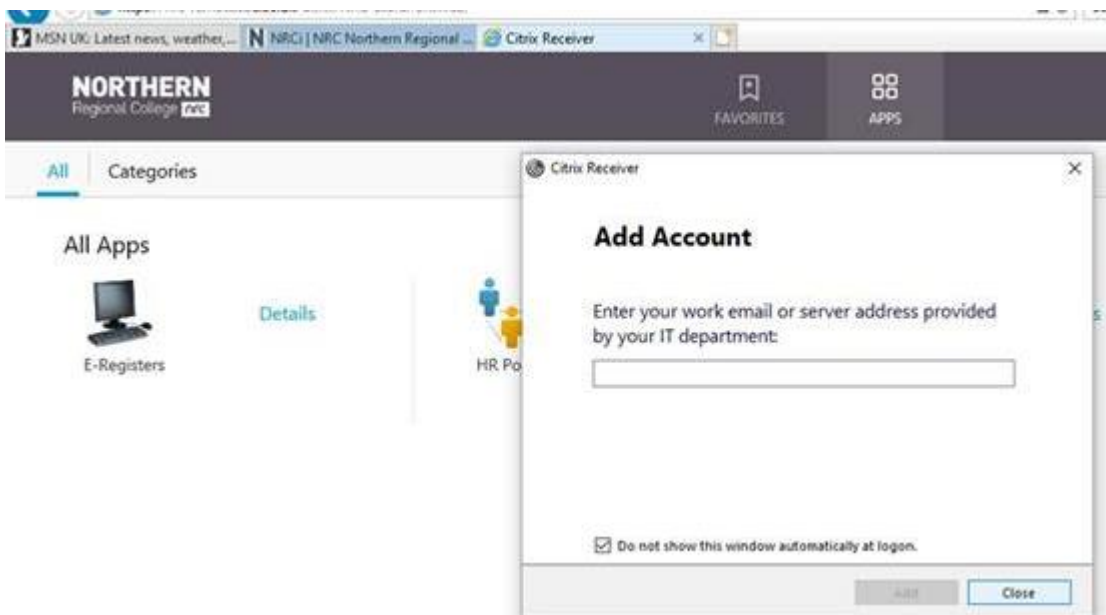 MSN UK: Latest news, weather,...
NRCi | NRC Northern Regional ...
Citrix Receiver
NORTHERN
Regional College nrc
FAVORITES
APPS
All
Categories
Citrix Receiver
All Apps
Add Account
Details
Enter your work email or server address provided
by your IT department:
E-Registers
HR Po
Do not show this window automatically at logon.
Add
Close